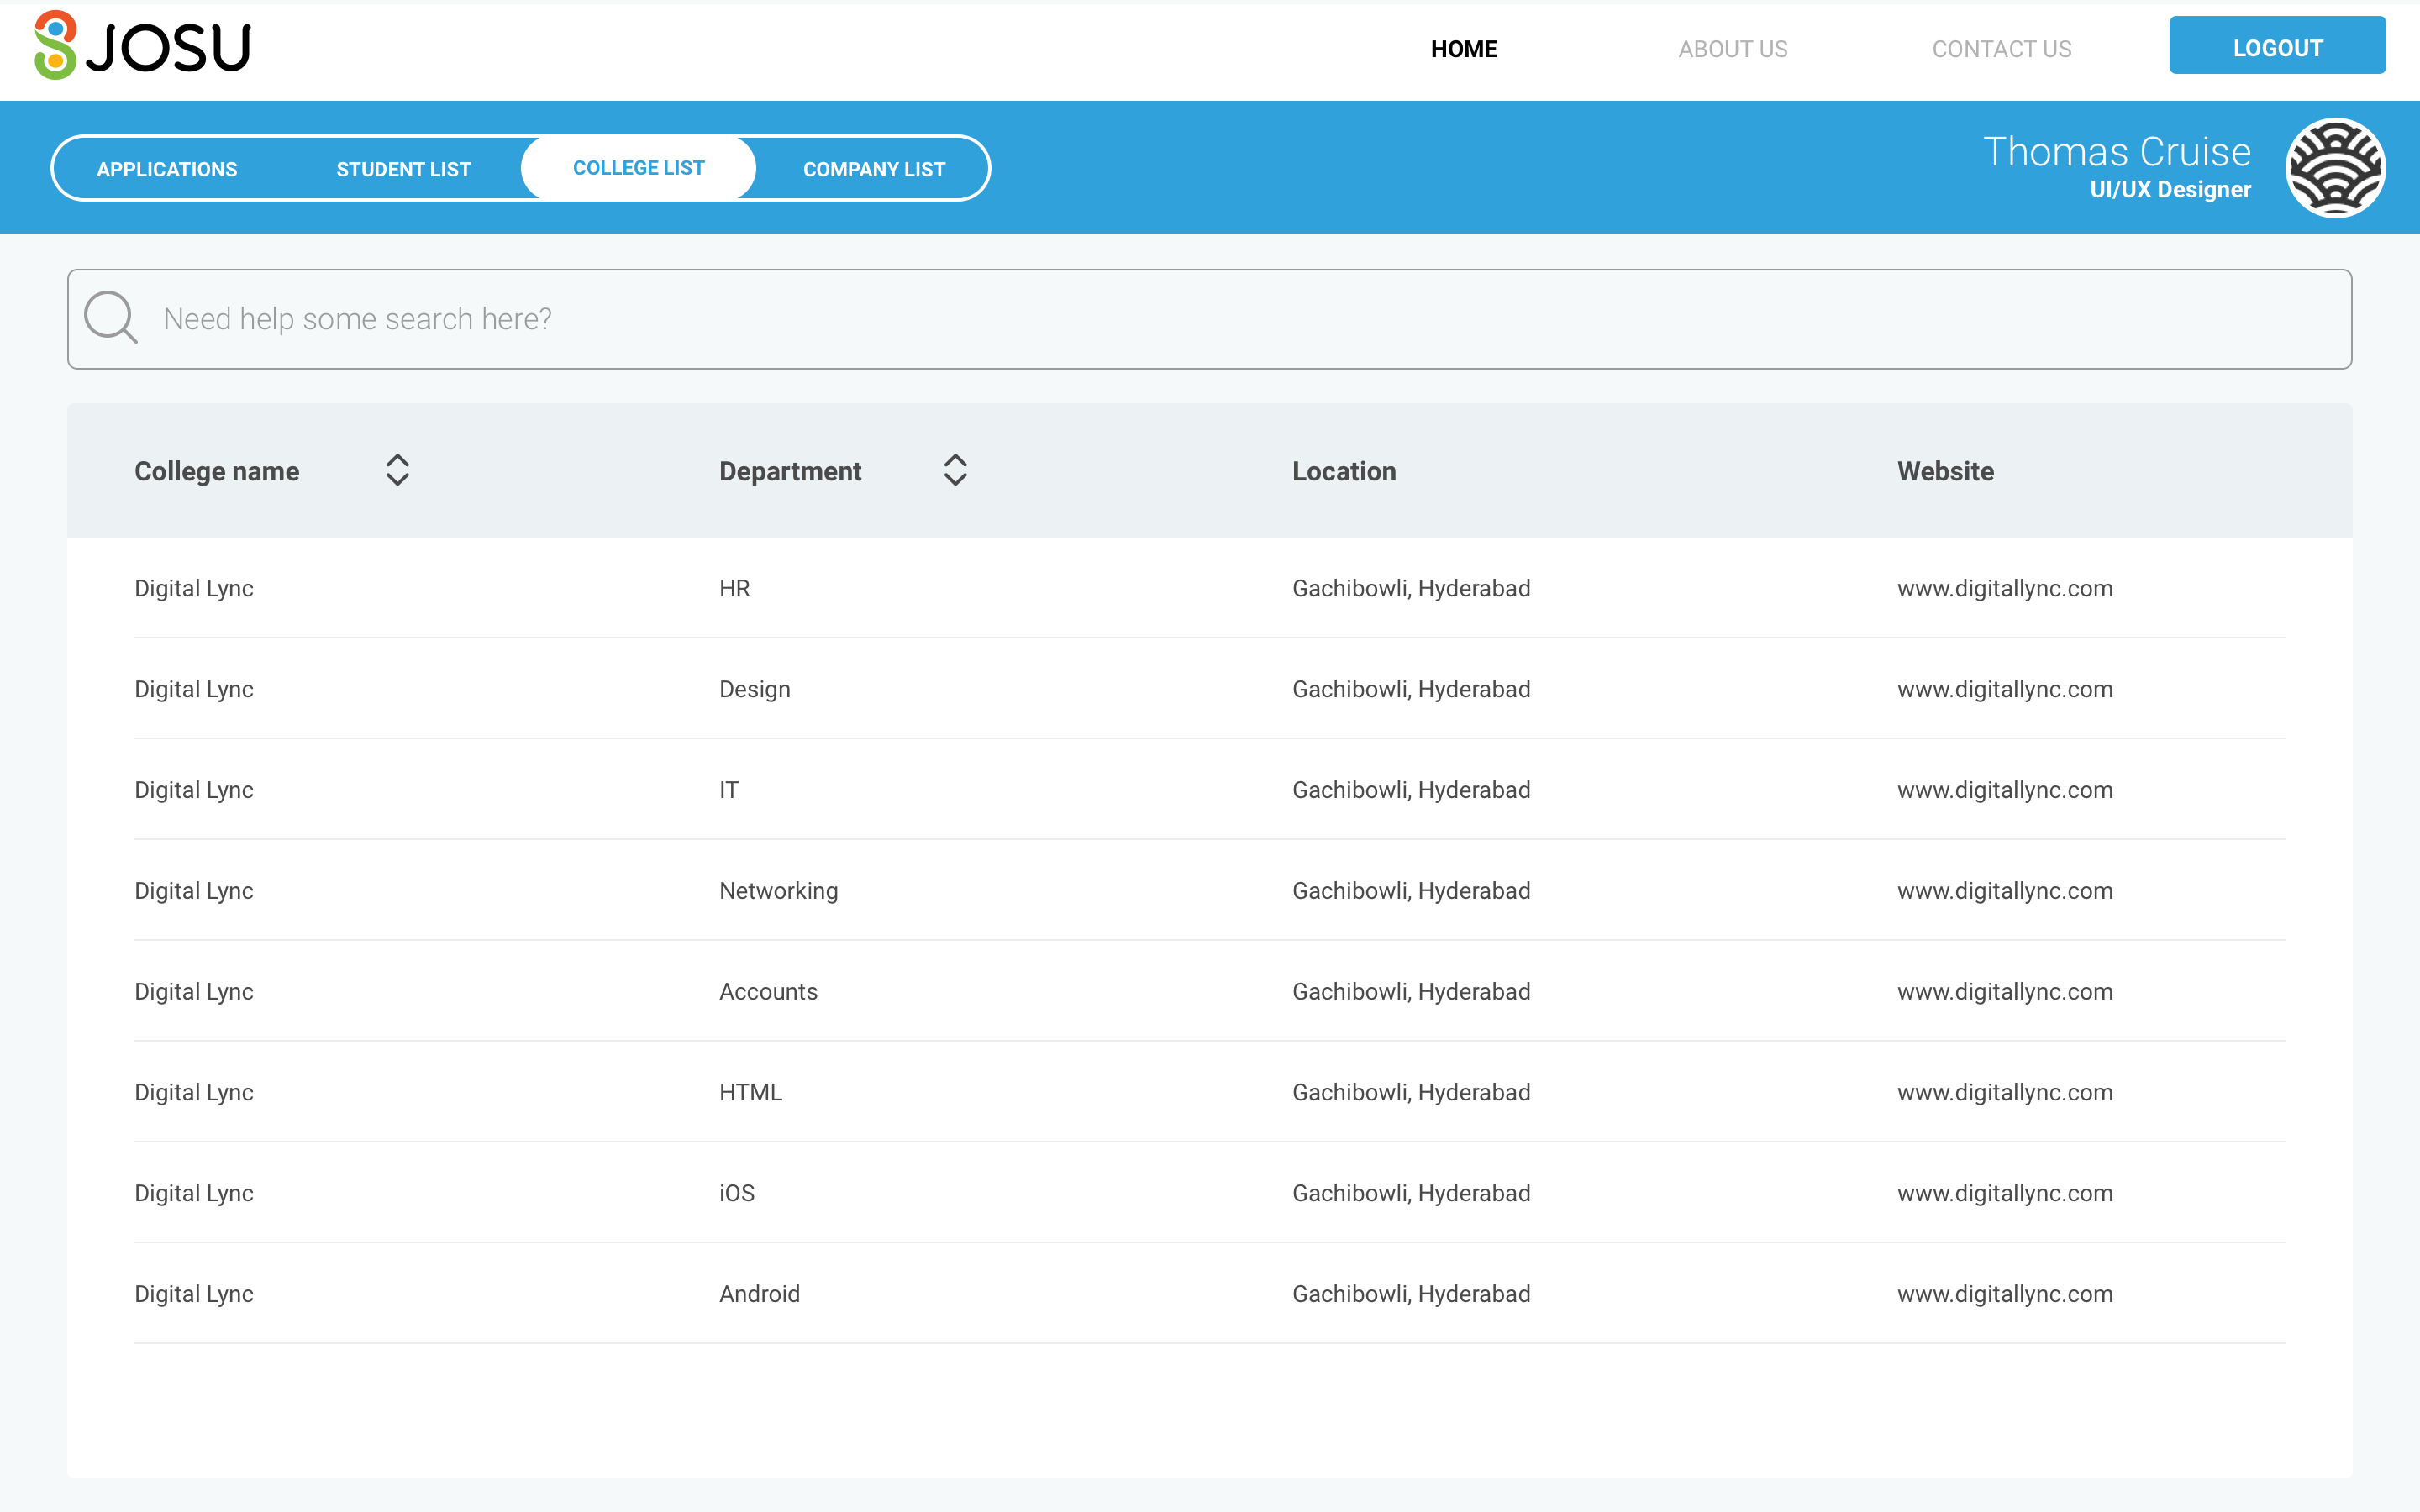 JOSU HOME ABOUT US CONTACT US LOGOUT
APPLICATIONS STUDENT LIST COLLEGE LIST COMPANY LIST
Thomas Cruise
UI/UX Designer
Need help some search here?
College name Department Location Website
Digital Lync HR Gachibowli, Hyderabad www.digitallync.com
Digital Lync Design Gachibowli, Hyderabad www.digitallync.com
Digital Lync IT Gachibowli, Hyderabad www.digitallync.com
Digital Lync Networking Gachibowli, Hyderabad www.digitallync.com
Digital Lync Accounts Gachibowli, Hyderabad www.digitallync.com
Digital Lync HTML Gachibowli, Hyderabad www.digitallync.com
Digital Lync iOS Gachibowli, Hyderabad www.digitallync.com
Digital Lync Android Gachibowli, Hyderabad www.digitallync.com